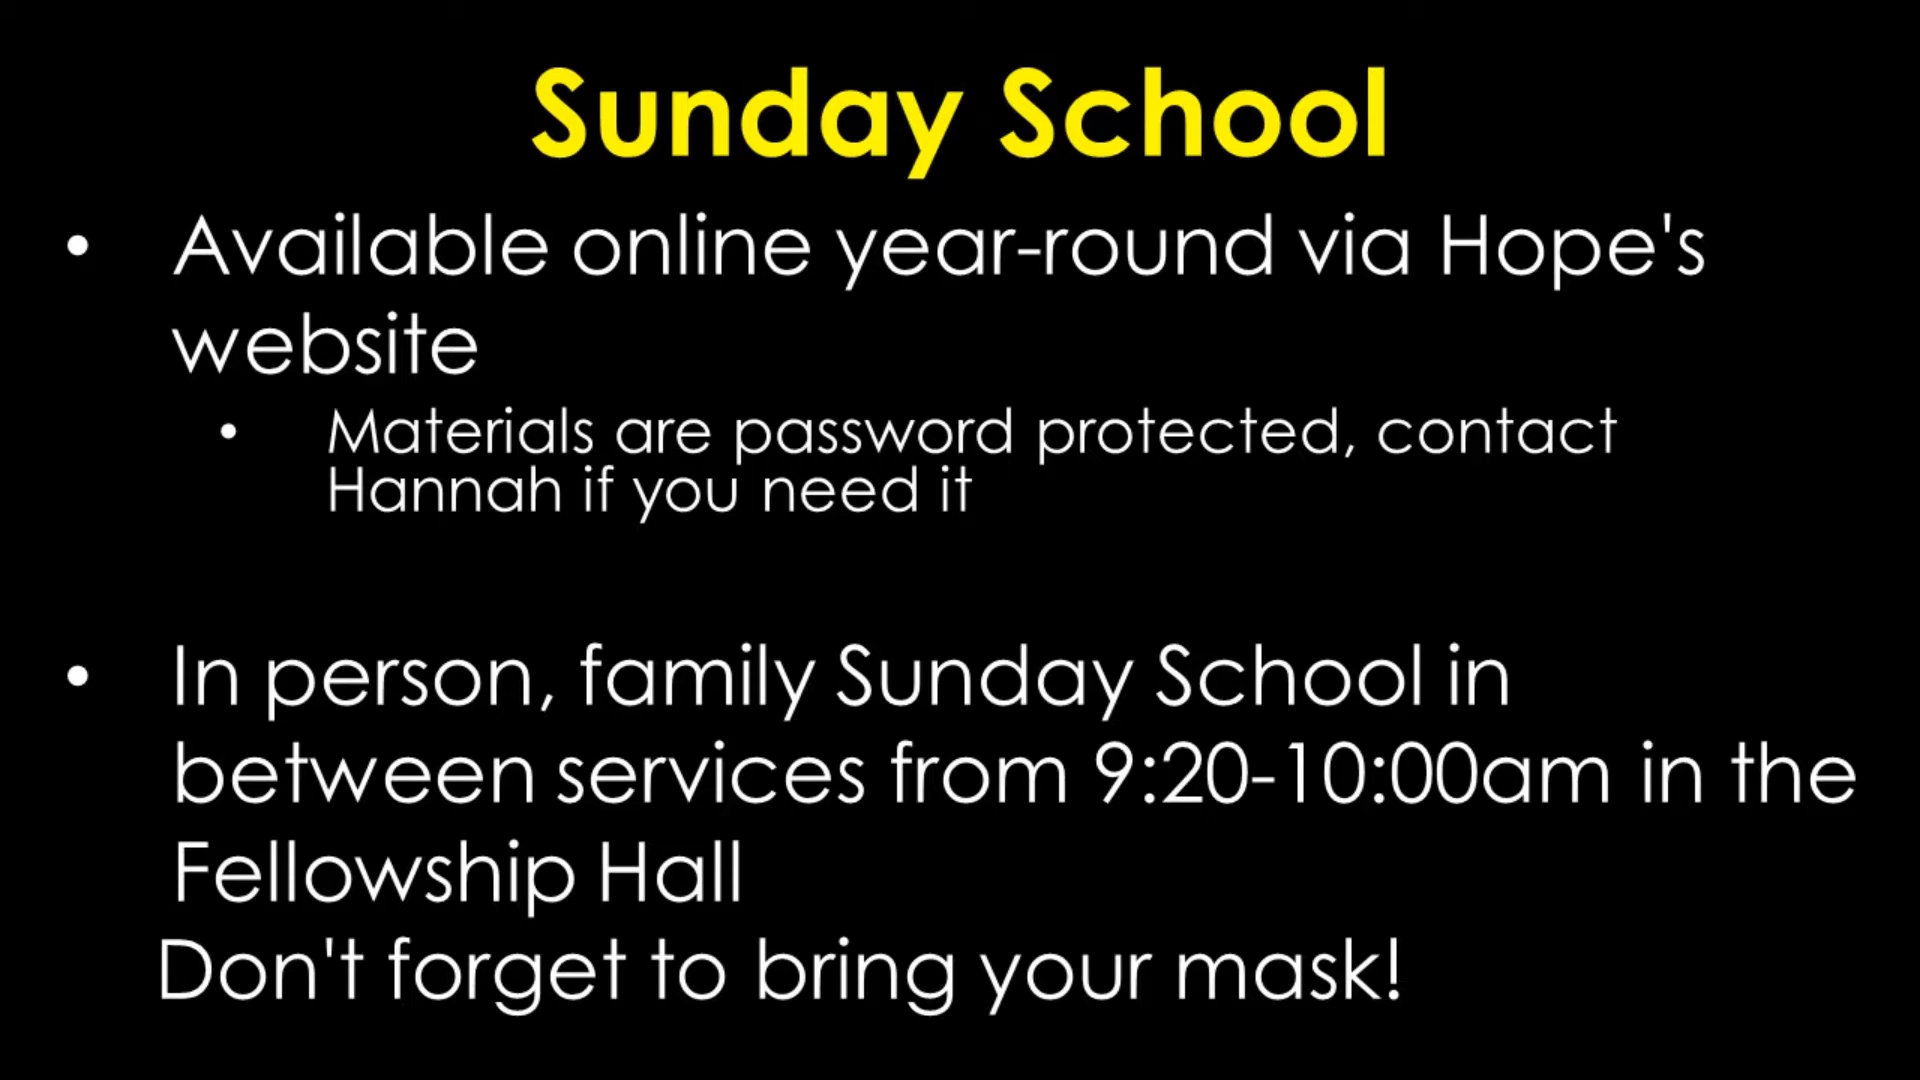 Sunday School
• Available online year-round via Hope's
website
• Materials are password protected, contact
Hannah if you need it
• In person, family Sunday School in
between services from 9:20-10:00am in the
Fellowship Hall
Don't forget to bring your mask!